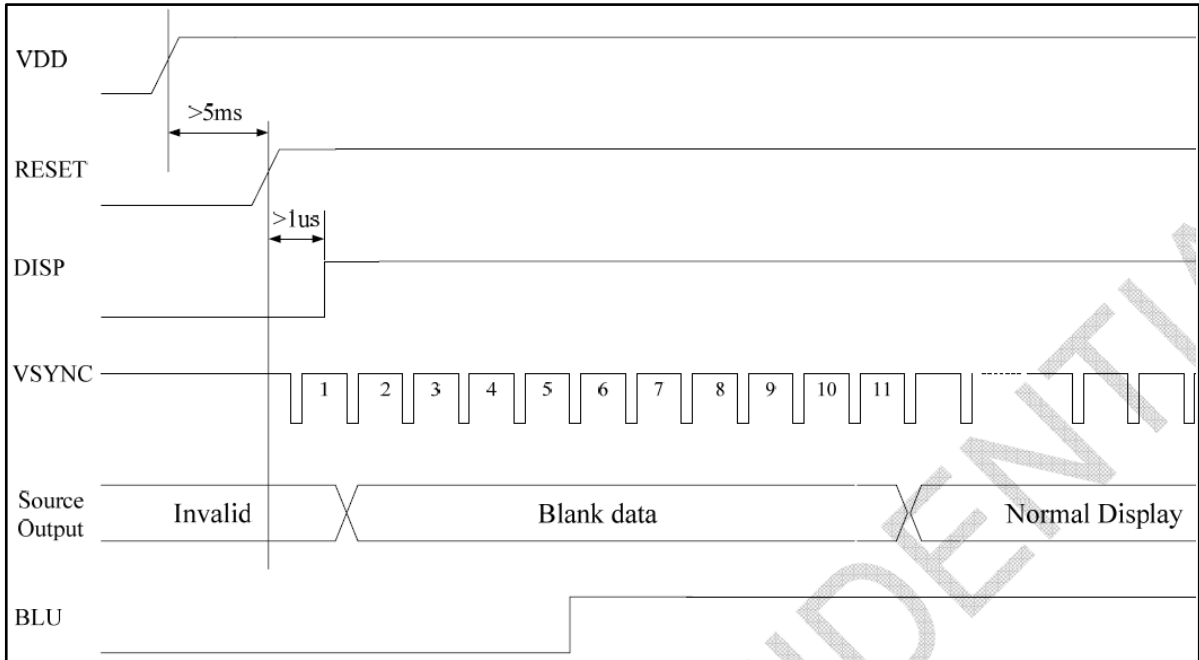 VDD
>5ms
RESET
>1us
DISP
VSYNC
1 2 3 4 5 6 7 8 9 10 11
Source
Output
Invalid Blank data Normal Display
BLU
IDENTIA